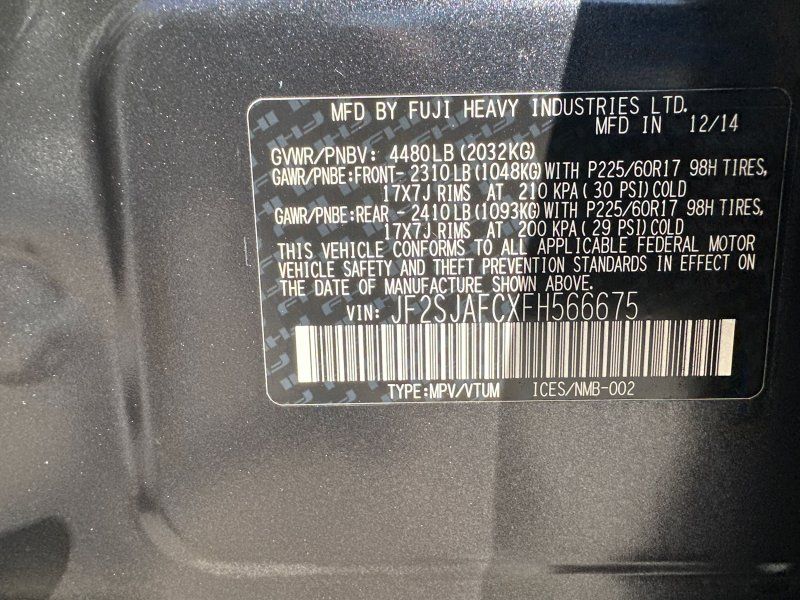 MFD BY FUJI HEAVY INDUSTRIES LTD.
MFD IN 12/14
GVWR/PNBV: 4480LB(2032KG)
GAWR/PNBE:FRONT- 2310LB(1048KG)WITH P225/60R17 98H TIRES,
17X7J RIMS AT 210 KPA(30 PSI)COLD
GAWR/PNBE:REAR -2410LB(1093KG)WITH P225/60R17 98H TIRES,
17X7J RIMS AT 200 KPA(29 PSI)COLD
THIS VEHICLE CONFORMS TO ALL APPLICABLE FEDERAL MOTOR
VEHICLE SAFETY AND THEFT PREVENTION STANDARDS IN EFFECT ON
THE DATE OF MANUFACTURE SHOWN ABOVE.
VIN: JF2SJAFCXFH566675
TYPE:MPV/VTUM ICES/NMB-002